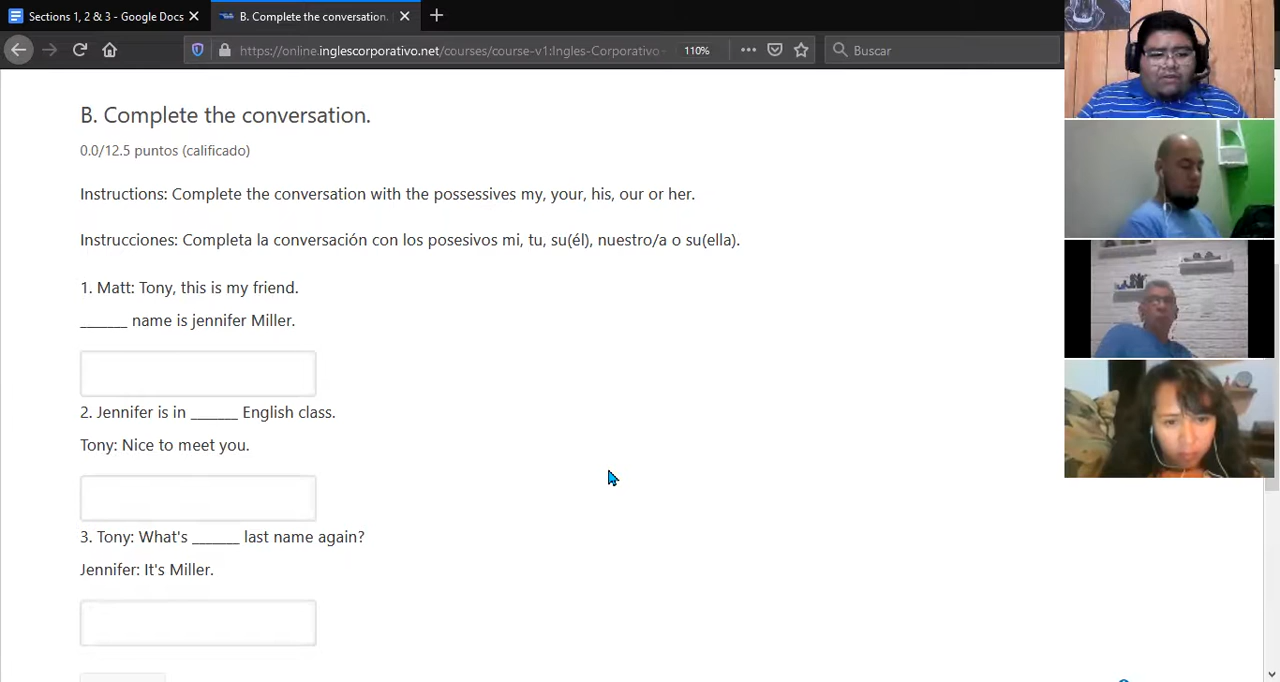 Sections 1, 2 & 3 - Google Docs
B. Complete the conversation.
https://online.inglescorporativo.net/courses/course-v1:Ingles-Corporativo
110%
Buscar
B. Complete the conversation.
0.0/12.5 puntos (calificado)
Instructions: Complete the conversation with the possessives my, your, his, our or her.
Instrucciones: Completa la conversación con los posesivos mi, tu, su(él), nuestro/a o su(ella).
1. Matt: Tony, this is my friend.
______ name is jennifer Miller.
2. Jennifer is in ______ English class.
Tony: Nice to meet you.
3. Tony: What's ______ last name again?
Jennifer: It's Miller.